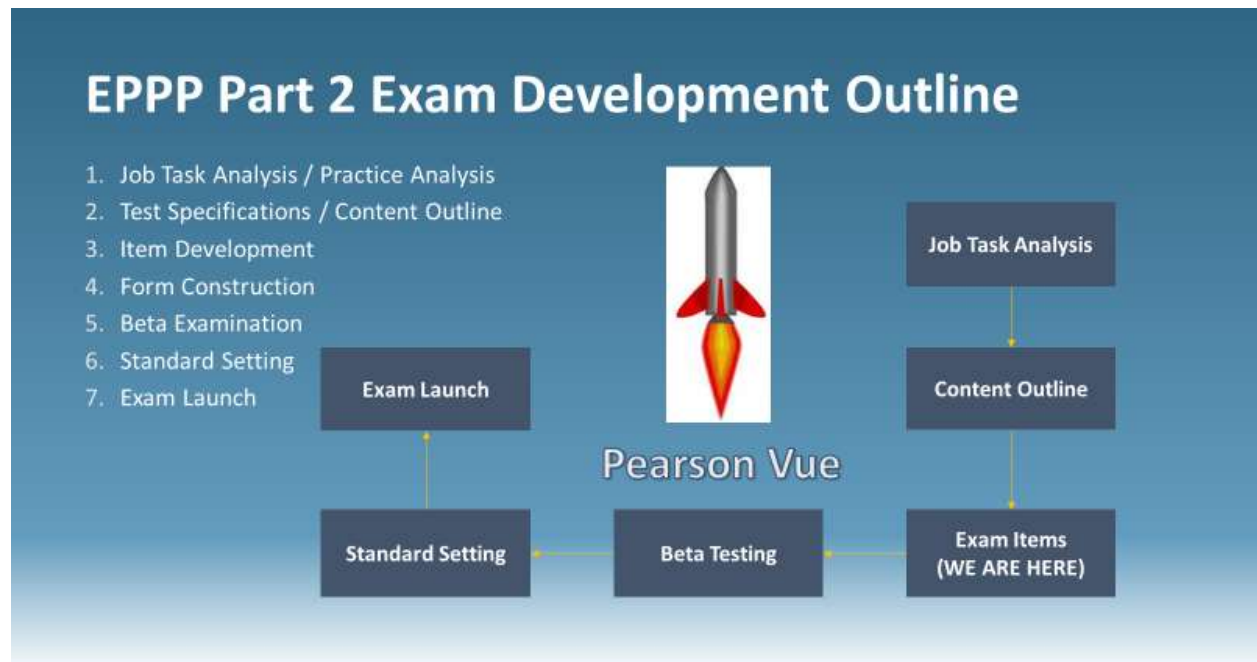 EPPP Part 2 Exam Development Outline
1. Job Task Analysis / Practice Analysis
2. Test Specifications / Content Outline
3. Item Development
4. Form Construction
5. Beta Examination
6. Standard Setting
7. Exam Launch
Job Task Analysis
Content Outline
Exam Items
(WE ARE HERE)
Beta Testing
Standard Setting
Exam Launch
Pearson Vue